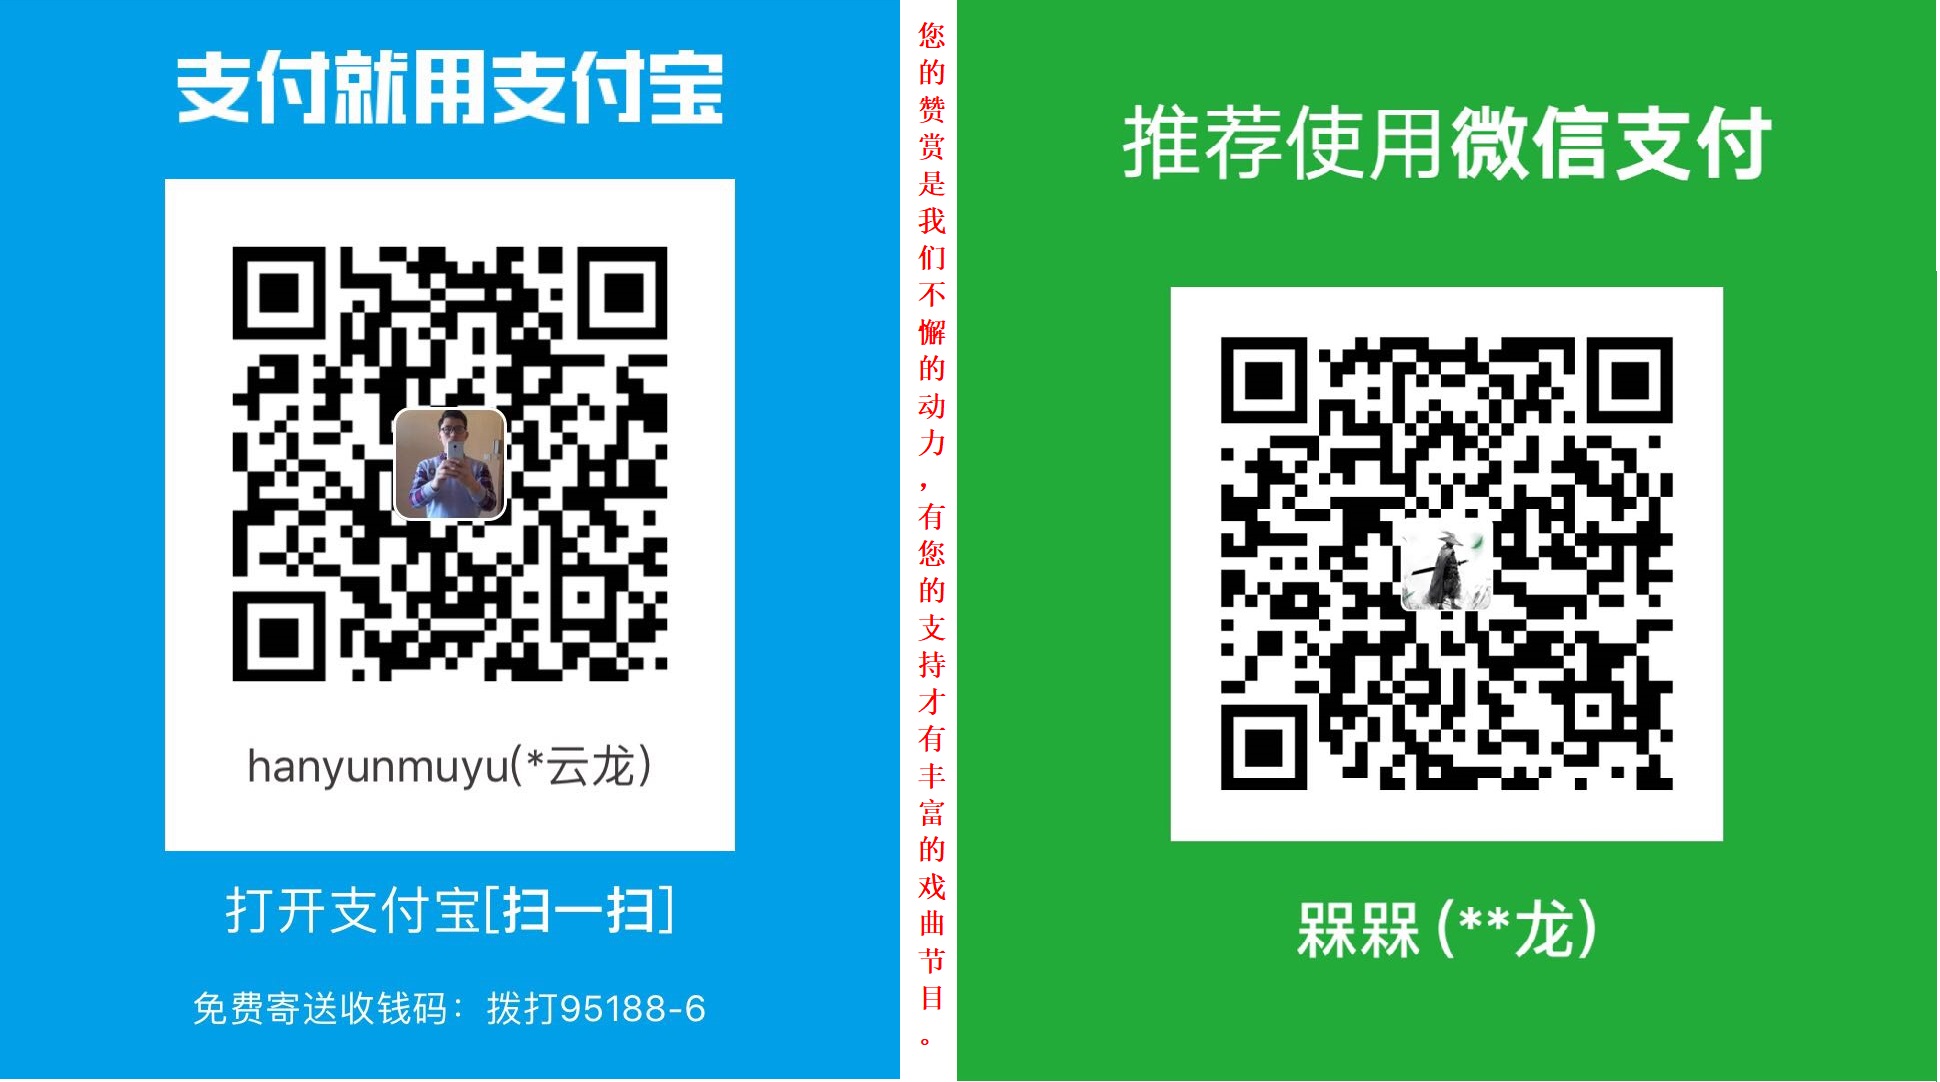 支付就用支付宝
hanyunmuyu(*云龙)
打开支付宝[扫一扫]
免费寄送收钱码：拨打95188-6
您的赞赏是我们不懈的动力，有您的支持才有丰富的戏曲节目。
推荐使用微信支付
槑槑 (**龙)